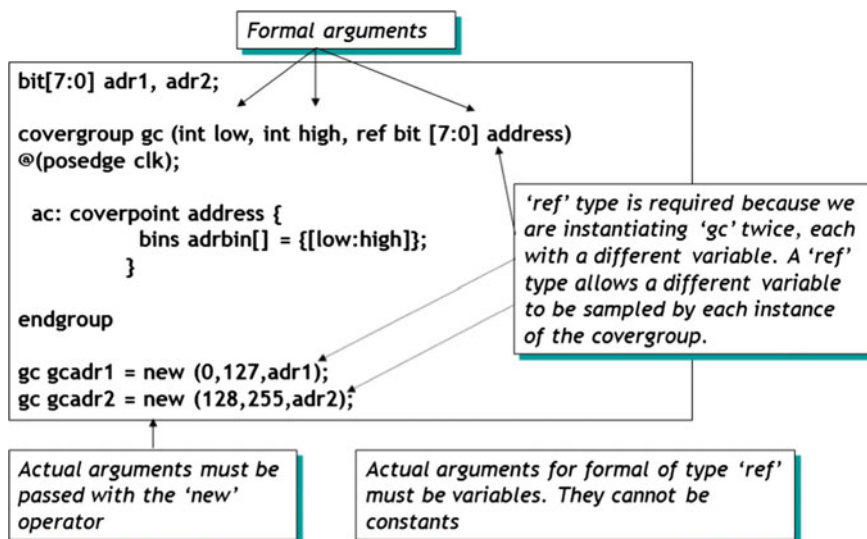 Formal arguments
bit[7:0] adr1, adr2;
covergroup gc (int low, int high, ref bit [7:0] address)
@(posedge clk);
ac: coverpoint address {
bins adrbin[] = {[low:high]};
}
endgroup
gc gcadr1 = new (0,127,adr1);
gc gcadr2 = new (128,255,adr2);
‘ref’ type is required because we
are instantiating ‘gc’ twice, each
with a different variable. A ‘ref’
type allows a different variable
to be sampled by each instance
of the covergroup.
Actual arguments must be
passed with the ‘new’
operator
Actual arguments for formal of type ‘ref’
must be variables. They cannot be
constants